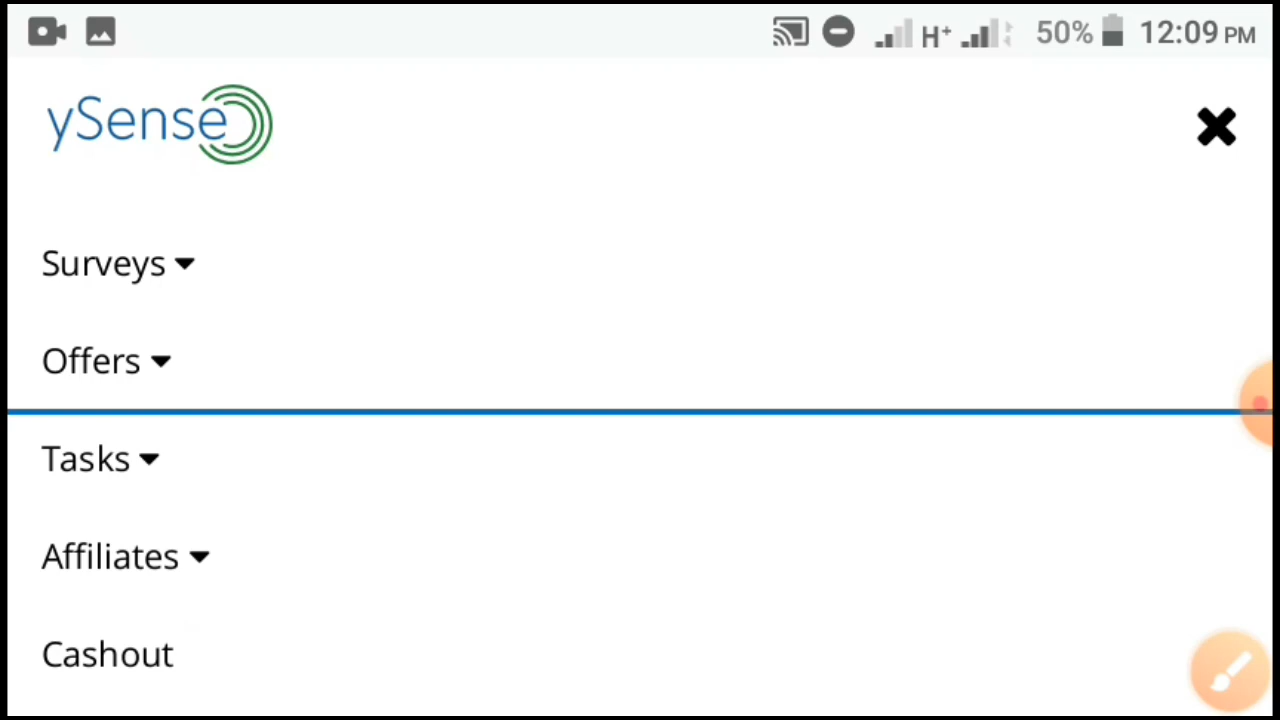 H+ 50% 12:09 PM
ySense
Surveys
Offers
Tasks
Affiliates
Cashout